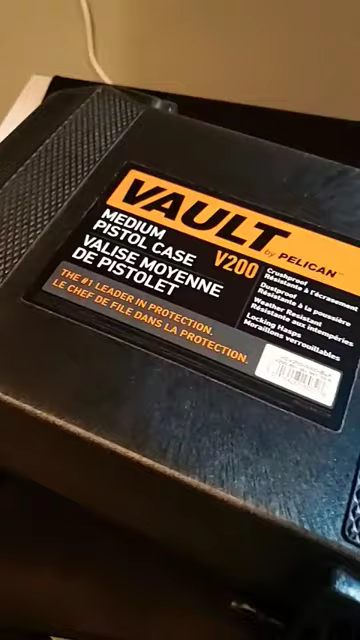 VAULT
by PELICAN™
MEDIUM
PISTOL CASE
V200
VALISE MOYENNE
DE PISTOLET
Crushproof
Résistante à l'écrasement
Dustproof
Résistante à la poussière
Weather Resistant
Résistante aux intempéries
Locking Hasps
Moraillons verrouillables
THE #1 LEADER IN PROTECTION.
LE CHEF DE FILE DANS LA PROTECTION.